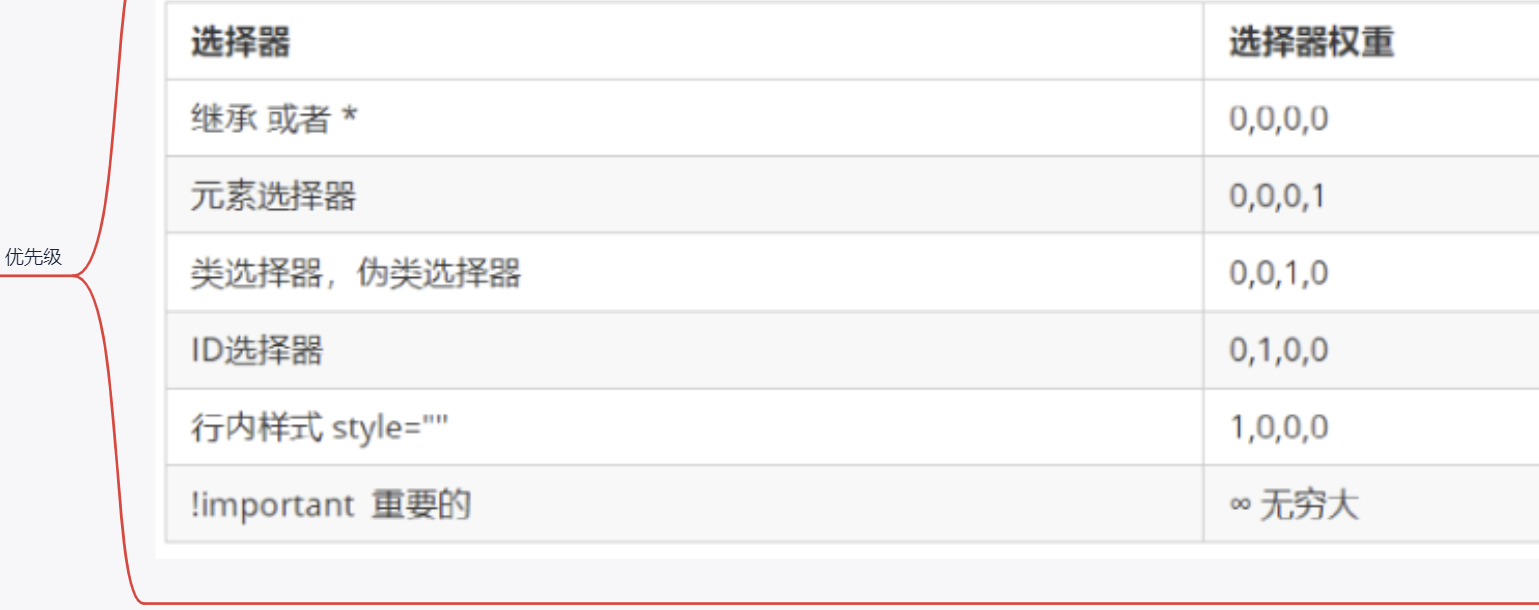 优先级
选择器 选择器权重
继承 或者 * 0,0,0,0
元素选择器 0,0,0,1
类选择器，伪类选择器 0,0,1,0
ID选择器 0,1,0,0
行内样式 style="" 1,0,0,0
!important 重要的 ∞ 无穷大